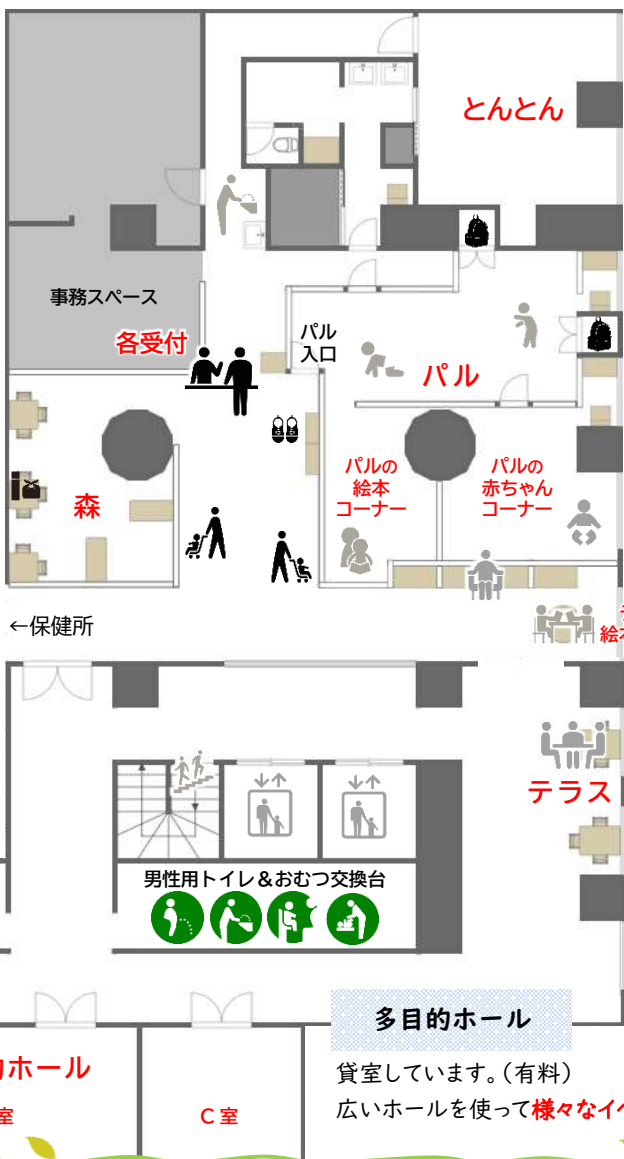 とんとん
事務スペース
各受付
パル
入口
パル
パルの
絵本
コーナー
パルの
赤ちゃん
コーナー
森
←保健所
絵本
テラス
男性用トイレ＆おむつ交換台
多目的ホール
ホール
室
C室
貸室しています。（有料）
広いホールを使って様々なイベ